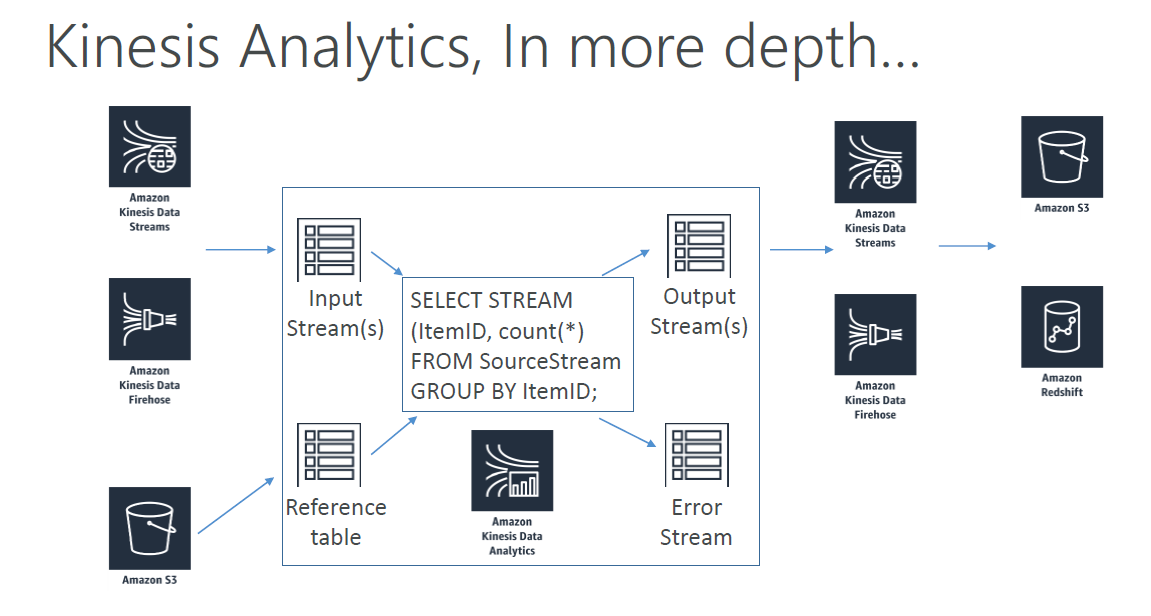 Kinesis Analytics, In more depth...
Amazon
Kinesis Data
Streams
Amazon
Kinesis Data
Firehose
Amazon S3
Input
Stream(s)
Reference
table
SELECT STREAM
(ItemID, count(*)
FROM SourceStream
GROUP BY ItemID;
Amazon
Kinesis Data
Analytics
Output
Stream(s)
Error
Stream
Amazon
Kinesis Data
Streams
Amazon
Kinesis Data
Firehose
Amazon S3
Amazon
Redshift